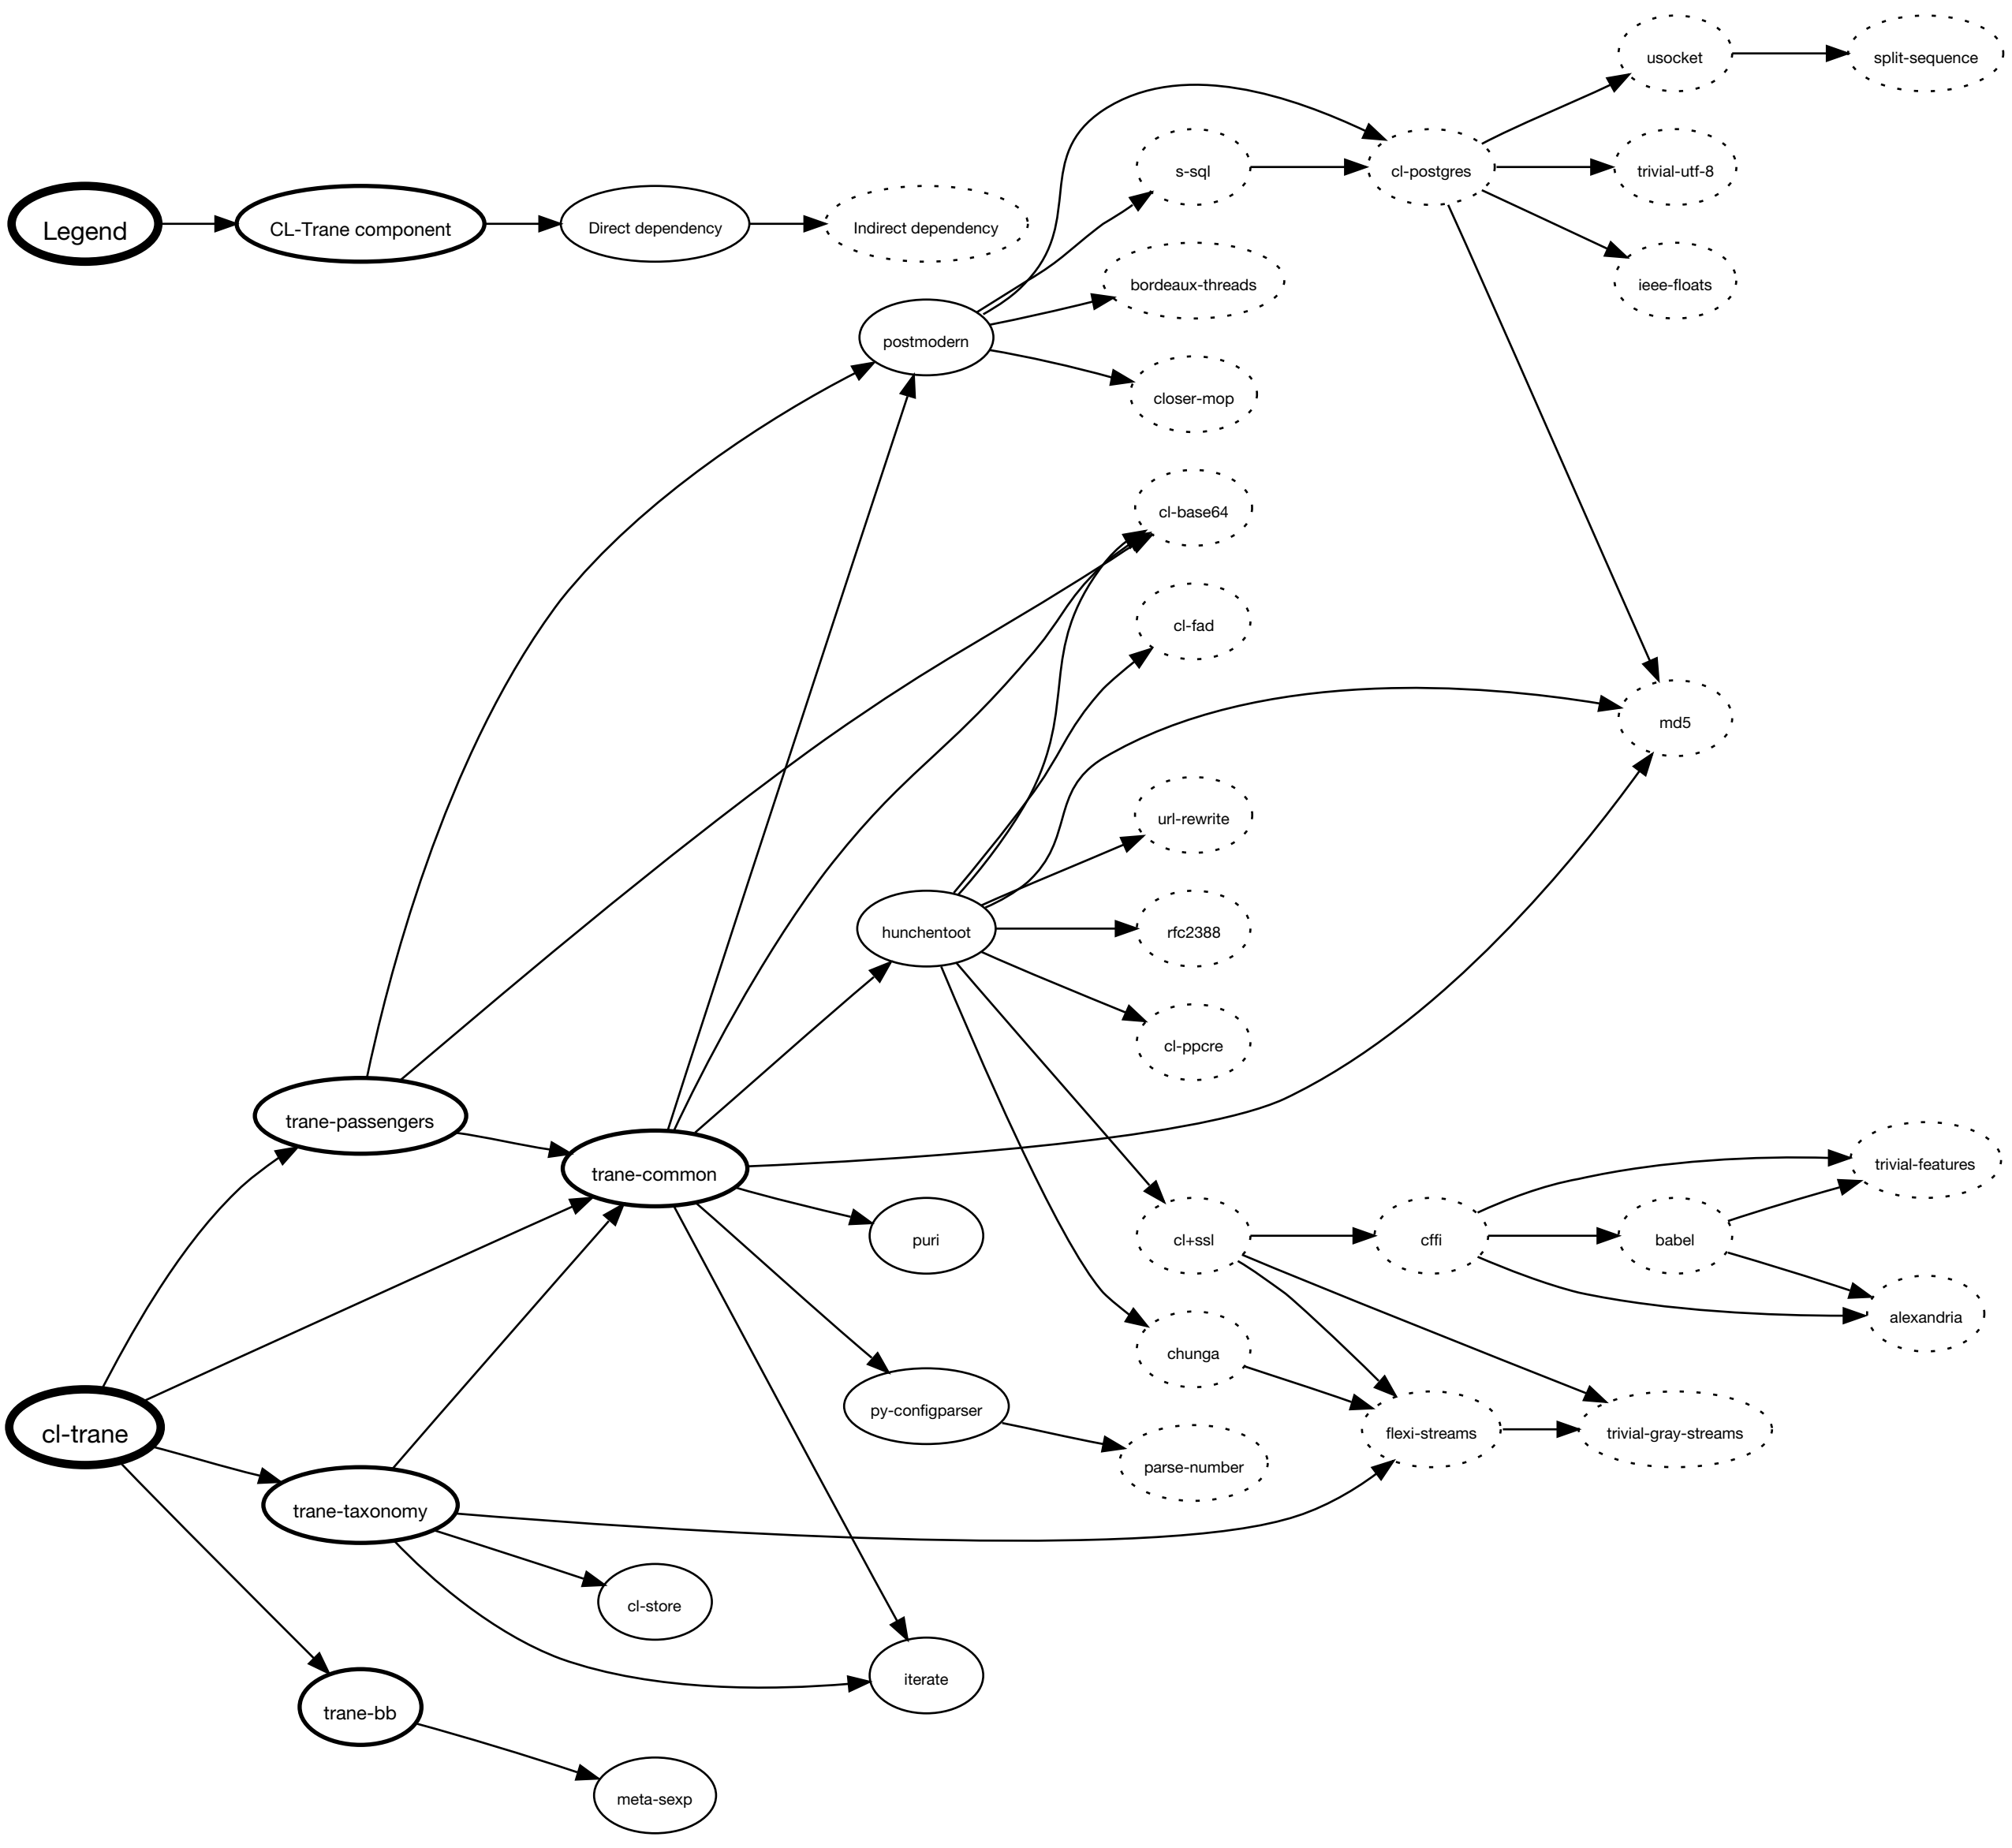 usocket
split-sequence
s-sql
cl-postgres
trivial-utf-8
Legend
CL-Trane component
Direct dependency
Indirect dependency
bordeaux-threads
ieee-floats
postmodern
closer-mop
cl-base64
cl-fad
md5
url-rewrite
hunchentoot
rfc2388
cl-ppcre
trane-passengers
trane-common
trivial-features
puri
cl+ssl
cffi
babel
alexandria
chunga
py-configparser
cl-trane
flexi-streams
trivial-gray-streams
parse-number
trane-taxonomy
cl-store
iterate
trane-bb
meta-sexp